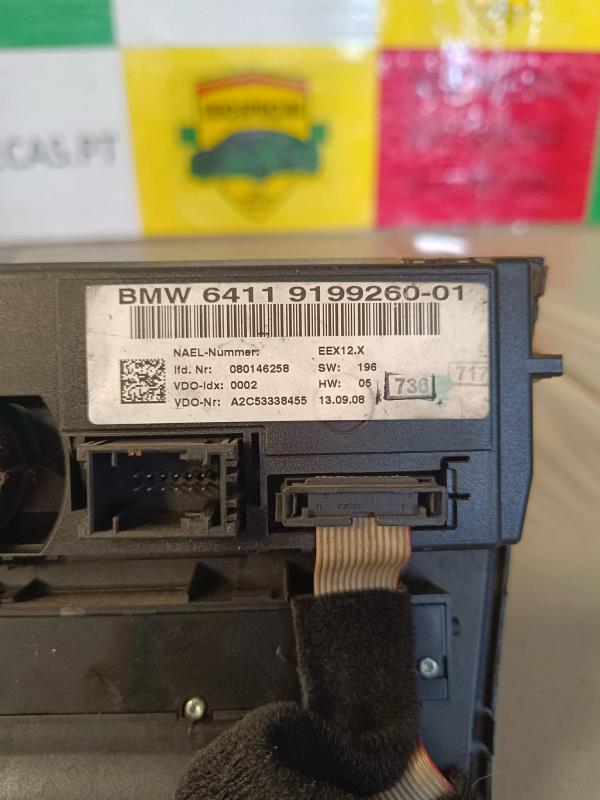 ECAS.PT
BMW 6411 9199260-01
NAEL-Nummer: EEX12.X
lfd. Nr: 080146258 SW: 196
VDO-Idx: 0002 HW: 05 736 717
VDO-Nr: A2C53338455 13.09.08